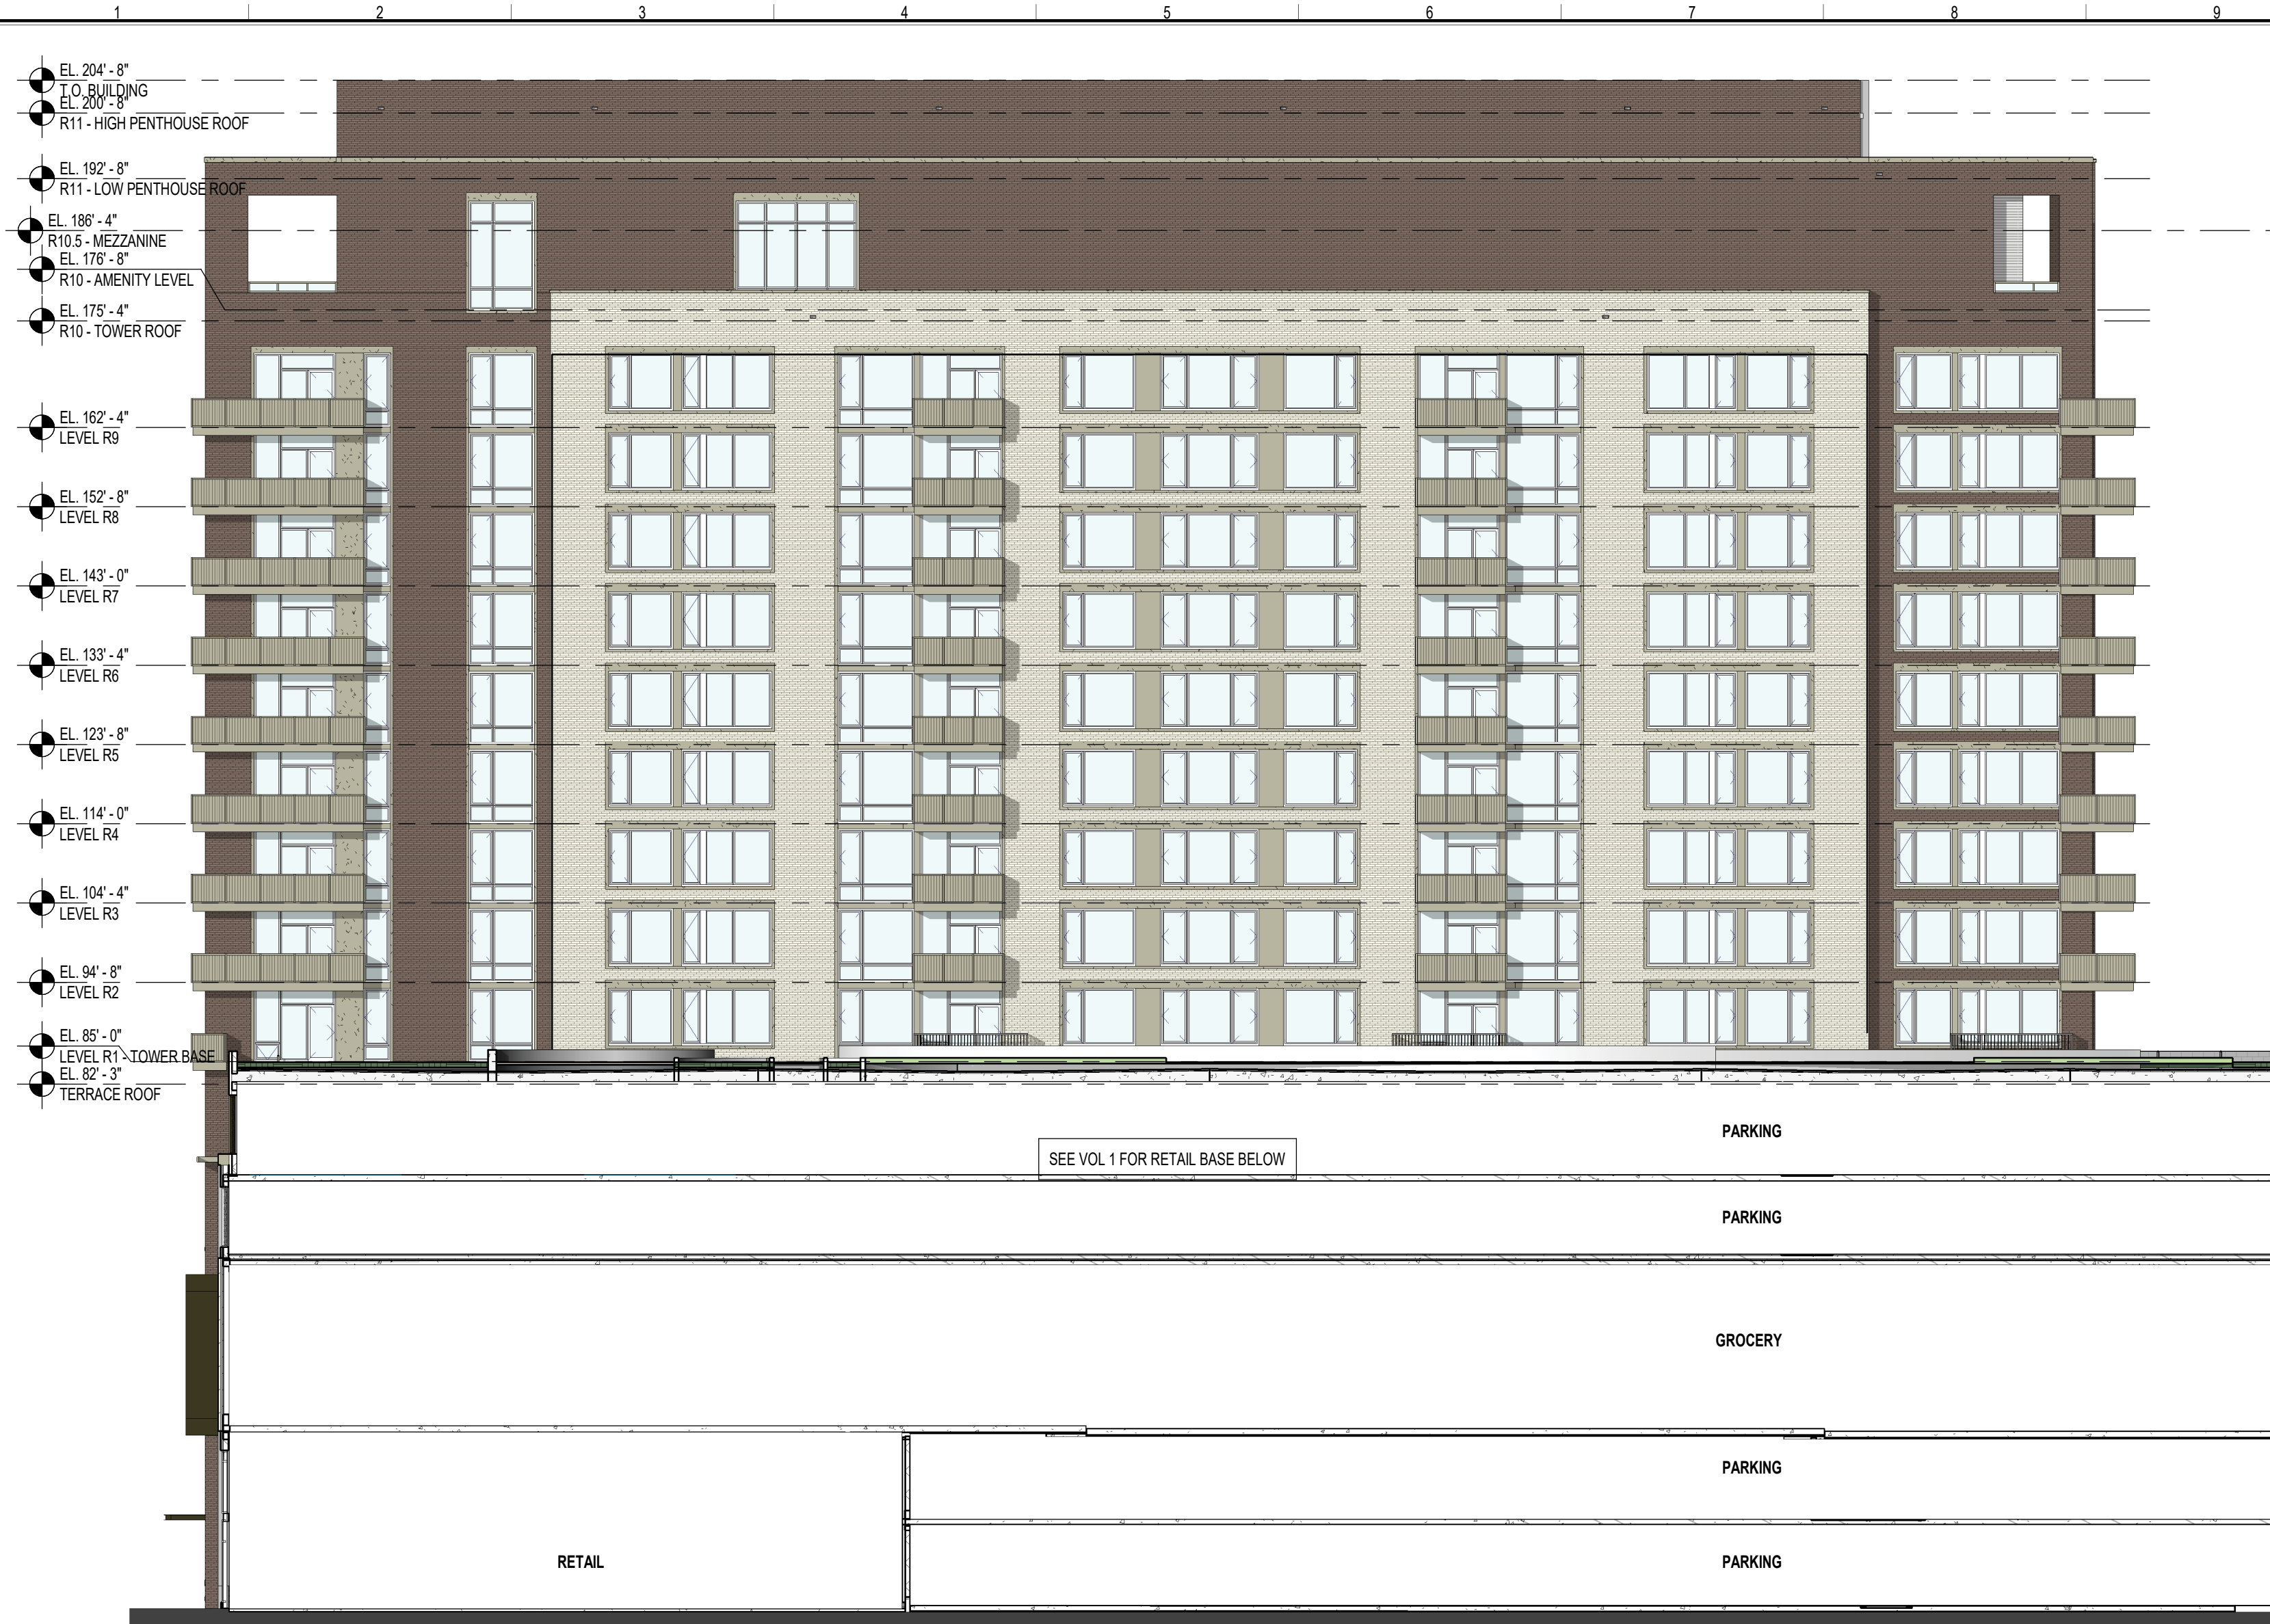 1 2 3 4 5 6 7 8 9
EL. 204' - 8"
T.O. BUILDING
EL. 200' - 8"
R11 - HIGH PENTHOUSE ROOF
EL. 192' - 8"
R11 - LOW PENTHOUSE ROOF
EL. 186' - 4"
R10.5 - MEZZANINE
EL. 176' - 8"
R10 - AMENITY LEVEL
EL. 175' - 4"
R10 - TOWER ROOF
EL. 162' - 4"
LEVEL R9
EL. 152' - 8"
LEVEL R8
EL. 143' - 0"
LEVEL R7
EL. 133' - 4"
LEVEL R6
EL. 123' - 8"
LEVEL R5
EL. 114' - 0"
LEVEL R4
EL. 104' - 4"
LEVEL R3
EL. 94' - 8"
LEVEL R2
EL. 85' - 0"
LEVEL R1 - TOWER BASE
EL. 82' - 3"
TERRACE ROOF
PARKING
SEE VOL 1 FOR RETAIL BASE BELOW
PARKING
GROCERY
PARKING
RETAIL
PARKING